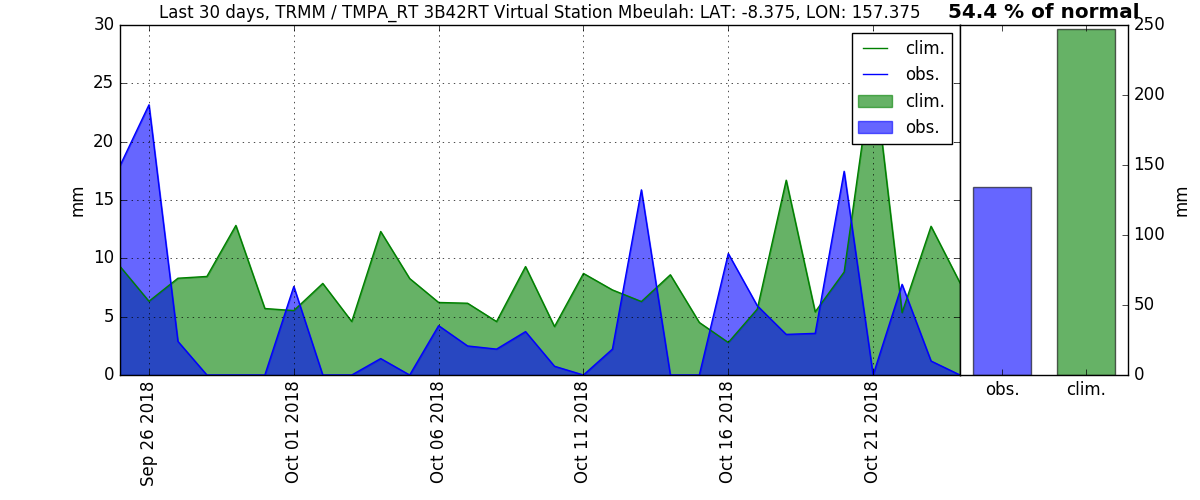 Last 30 days, TRMM / TMPA_RT 3B42RT Virtual Station Mbeulah: LAT: -8.375, LON: 157.375
54.4 % of normal
30
25
20
15
10
5
0
mm
clim.
obs.
clim.
obs.
Sep 26 2018
Oct 01 2018
Oct 06 2018
Oct 11 2018
Oct 16 2018
Oct 21 2018
250
200
150
100
50
0
mm
obs.
clim.